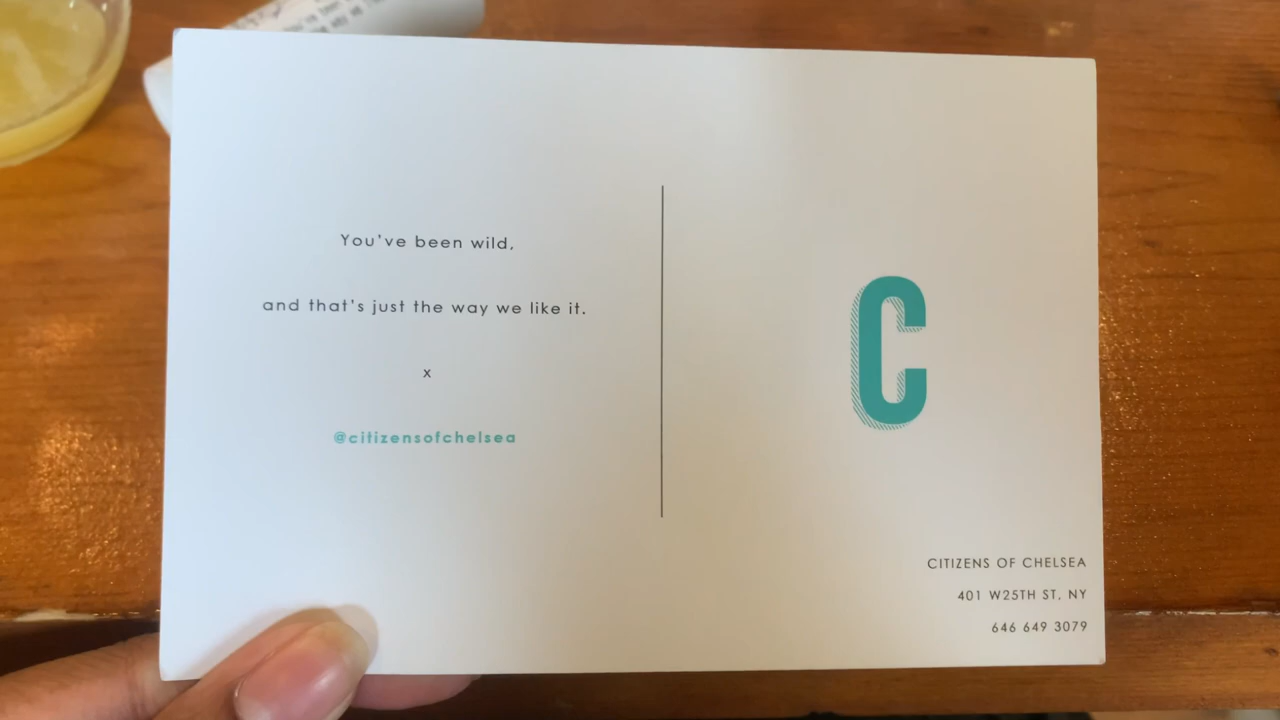 You've been wild,
and that's just the way we like it.
x
@citizensofchelsea
C
CITIZENS OF CHELSEA
401 W25TH ST, NY
646 649 3079